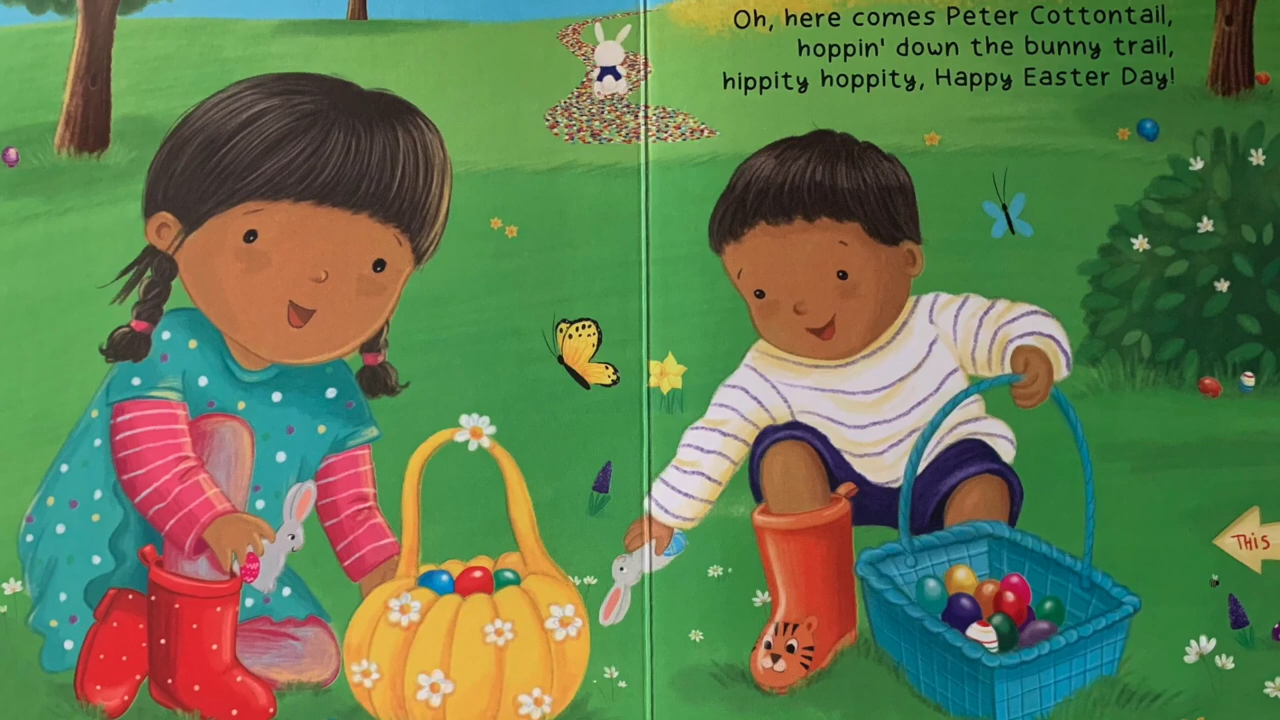 Oh, here comes Peter Cottontail,
hoppin' down the bunny trail,
hippity hoppity, Happy Easter Day!
THIS